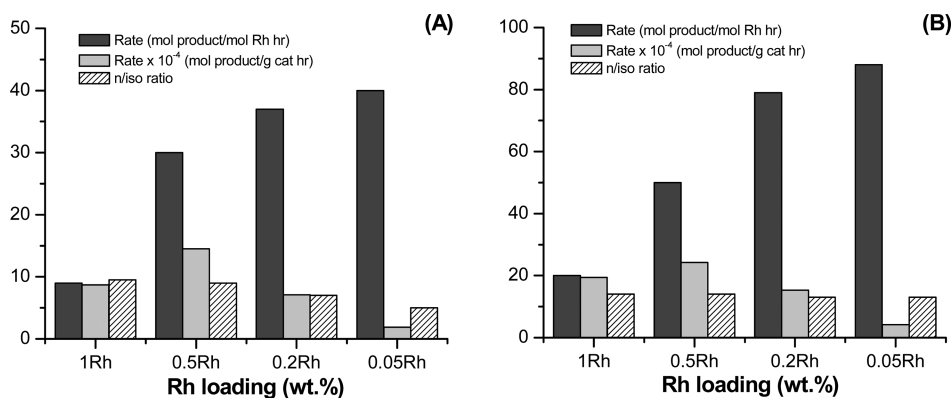 (A)
Rate (mol product/mol Rh hr)
Rate x 10⁻⁴ (mol product/g cat hr)
n/iso ratio
50
40
30
20
10
0
1Rh 0.5Rh 0.2Rh 0.05Rh
Rh loading (wt.%)
(B)
Rate (mol product/mol Rh hr)
Rate x 10⁻⁴ (mol product/g cat hr)
n/iso ratio
100
80
60
40
20
0
1Rh 0.5Rh 0.2Rh 0.05Rh
Rh loading (wt.%)